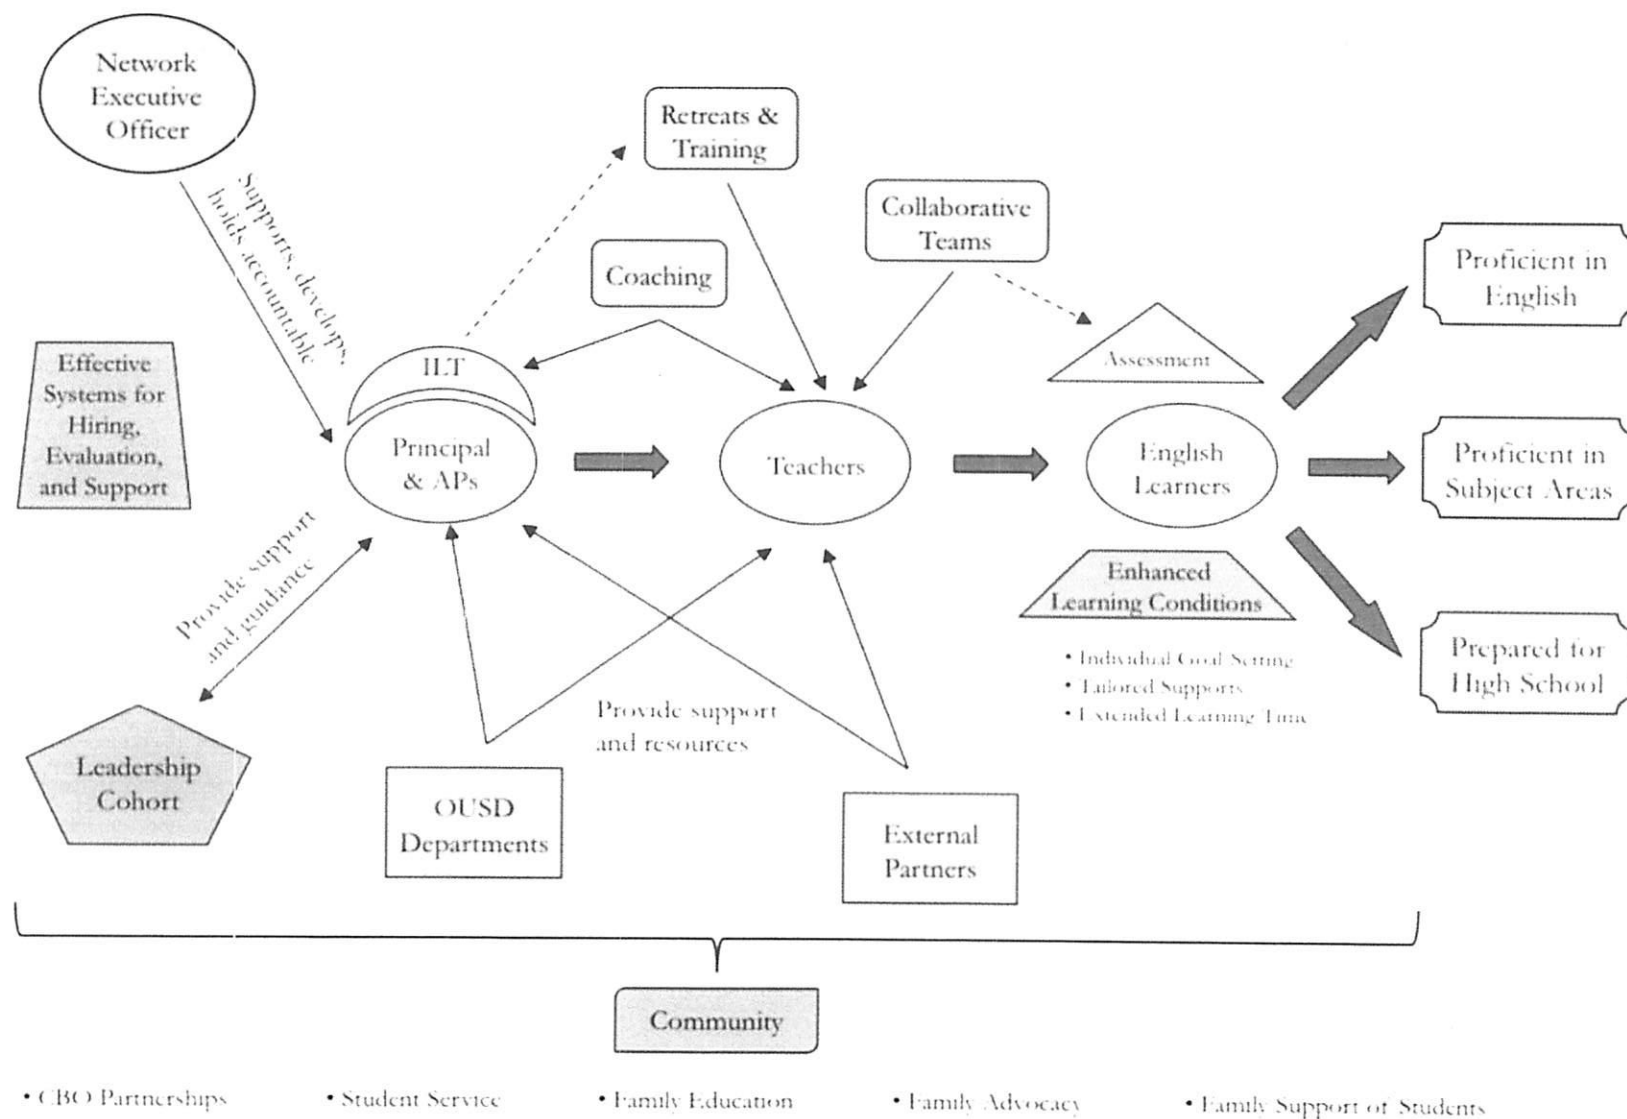 Network
Executive
Officer
Supports, develops,
holds accountable
Retreats &
Training
Collaborative
Teams
Coaching
ILT
Principal
& APs
Teachers
Assessment
English
Learners
Proficient in
English
Proficient in
Subject Areas
Prepared for
High School
Effective
Systems for
Hiring,
Evaluation,
and Support
Enhanced
Learning Conditions
• Individual Goal Setting
• Tailored Supports
• Extended Learning Time
Provide support
and guidance
Leadership
Cohort
Provide support
and resources
OUSD
Departments
External
Partners
Community
• CBO Partnerships
• Student Service
• Family Education
• Family Advocacy
• Family Support of Students